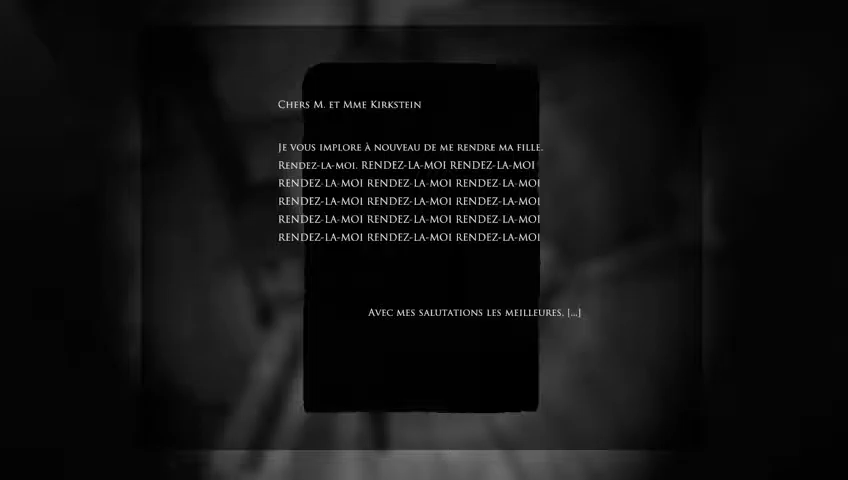 Chers M. et Mme Kirkstein
Je vous implore à nouveau de me rendre ma fille.
Rendez-la-moi. RENDEZ-LA-MOI RENDEZ-LA-MOI
RENDEZ-LA-MOI RENDEZ-LA-MOI RENDEZ-LA-MOI
RENDEZ-LA-MOI RENDEZ-LA-MOI RENDEZ-LA-MOI
RENDEZ-LA-MOI RENDEZ-LA-MOI RENDEZ-LA-MOI
RENDEZ-LA-MOI RENDEZ-LA-MOI RENDEZ-LA-MOI
Avec mes salutations les meilleures, [...]